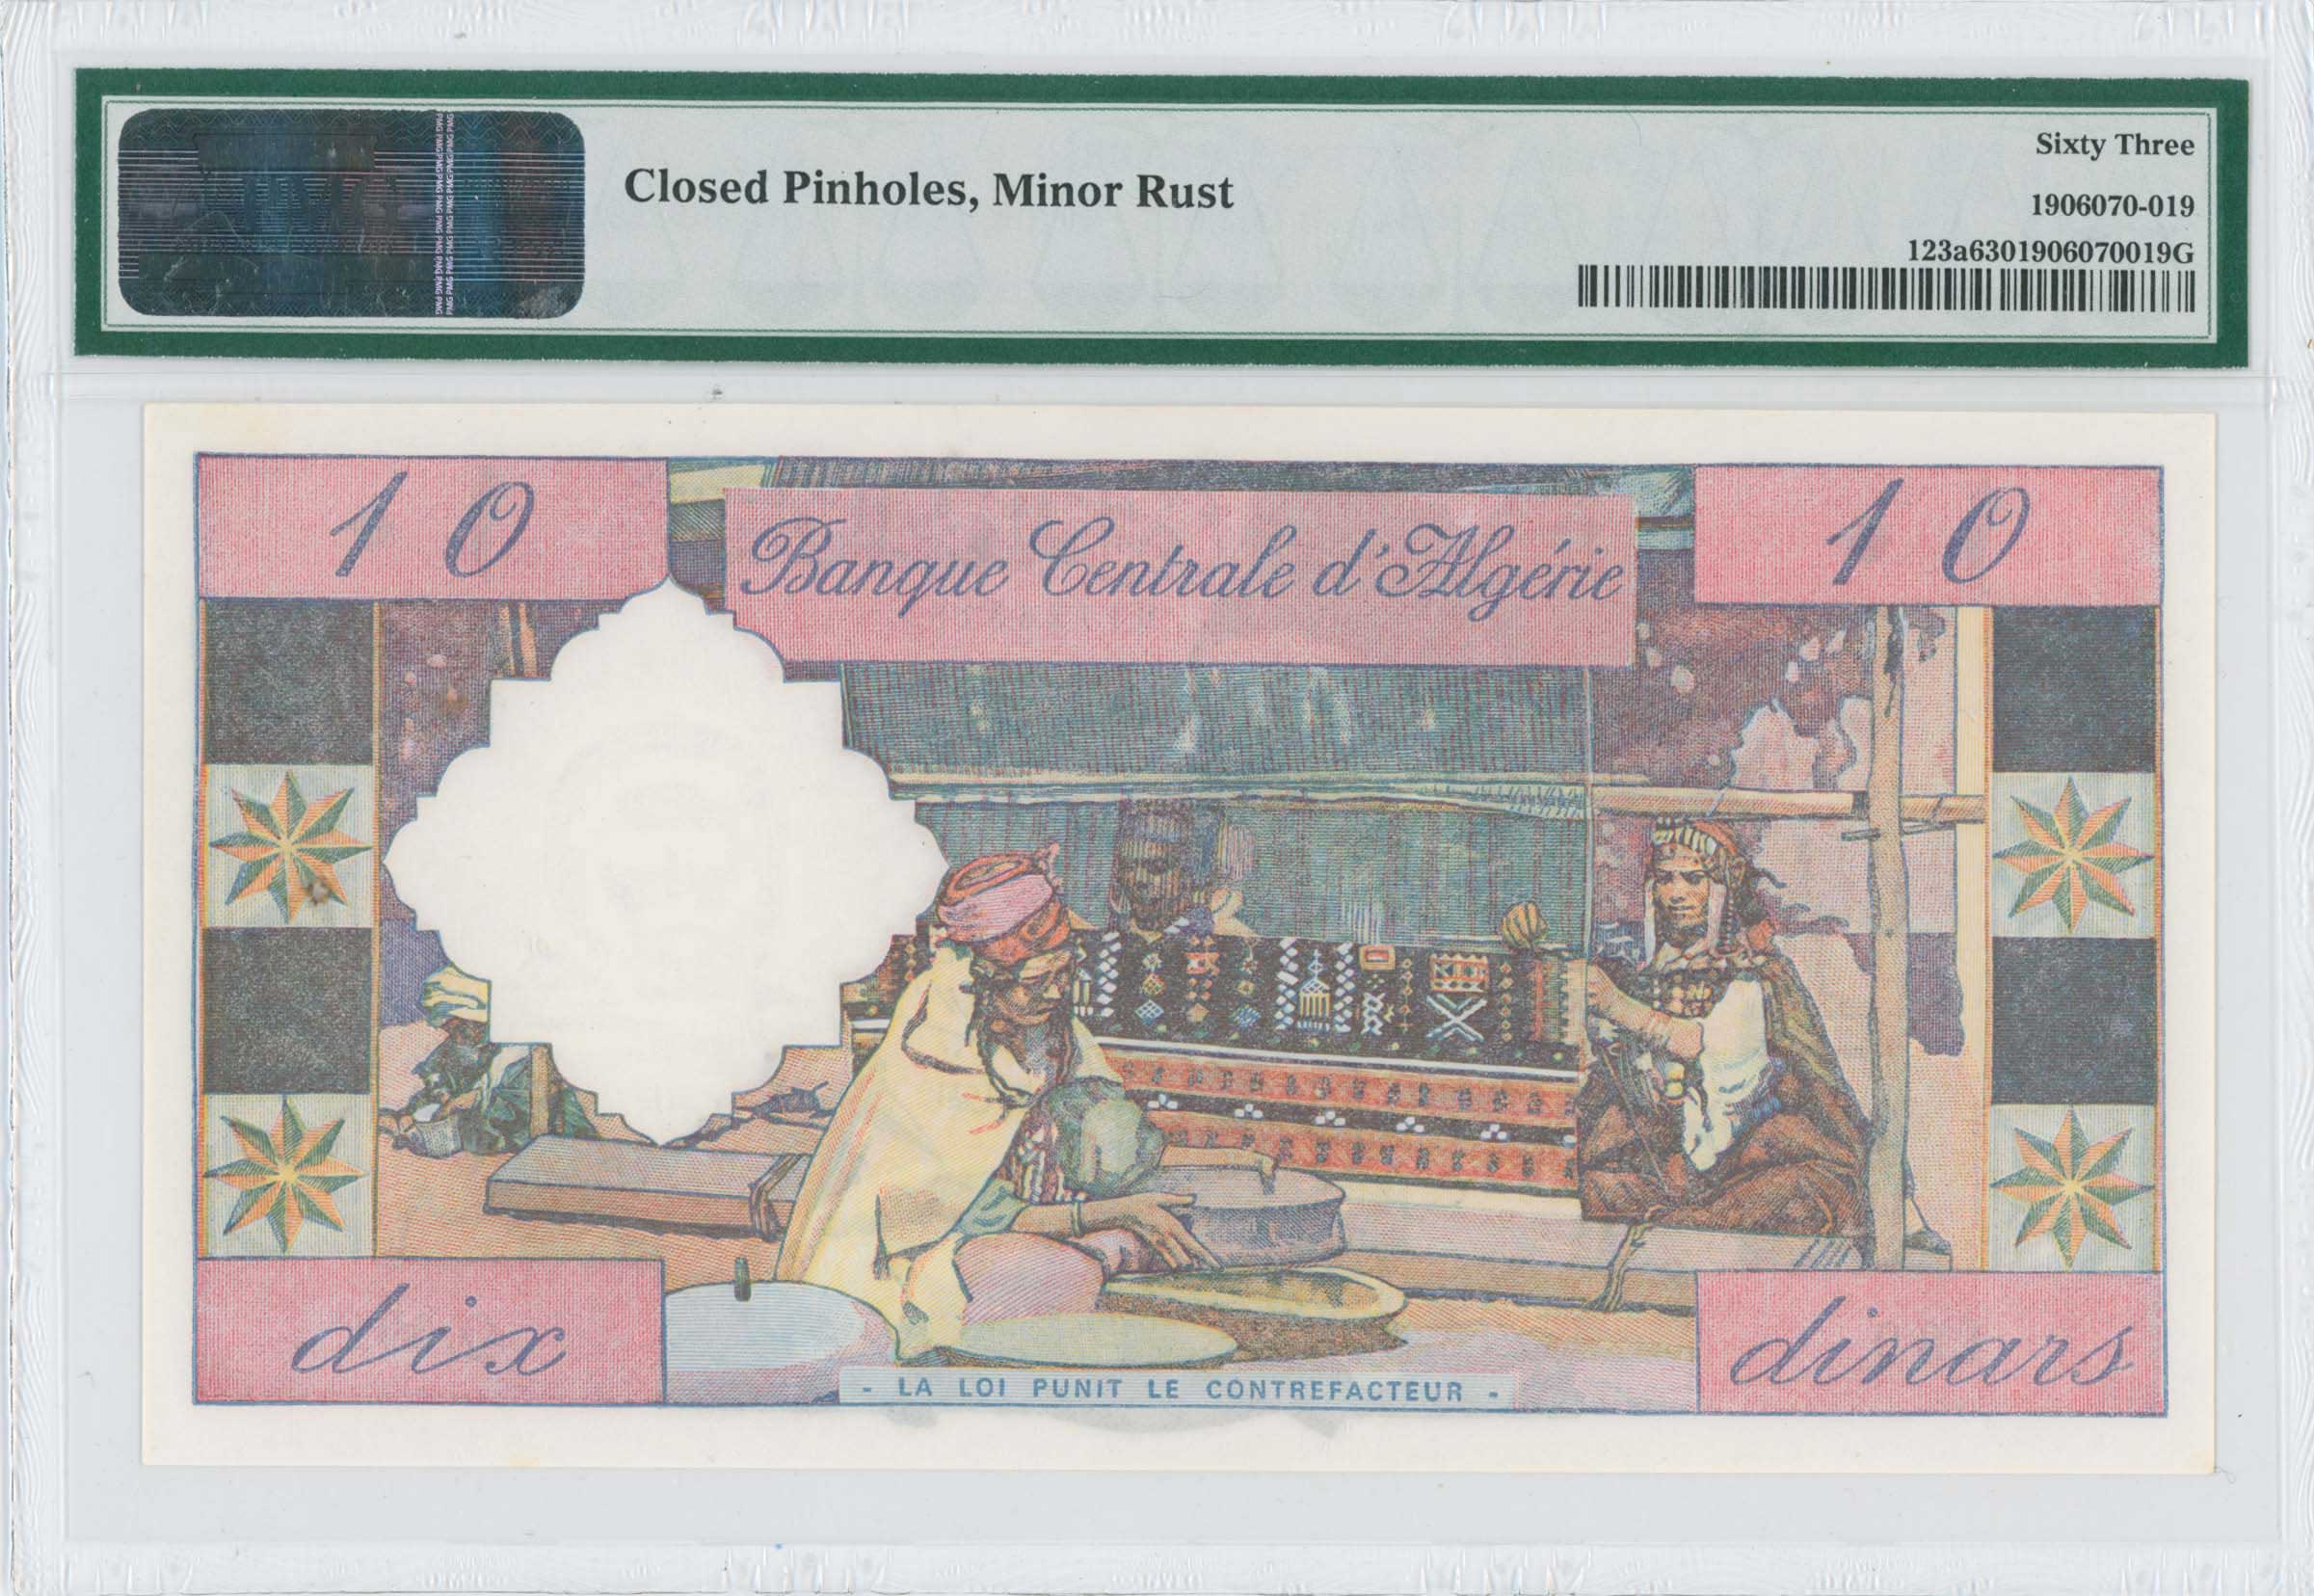 Closed Pinholes, Minor Rust
Sixty Three
1906070-019
123a6301906070019G
10
Banque Centrale d'Algérie
10
dix
- LA LOI PUNIT LE CONTREFACTEUR -
dinars